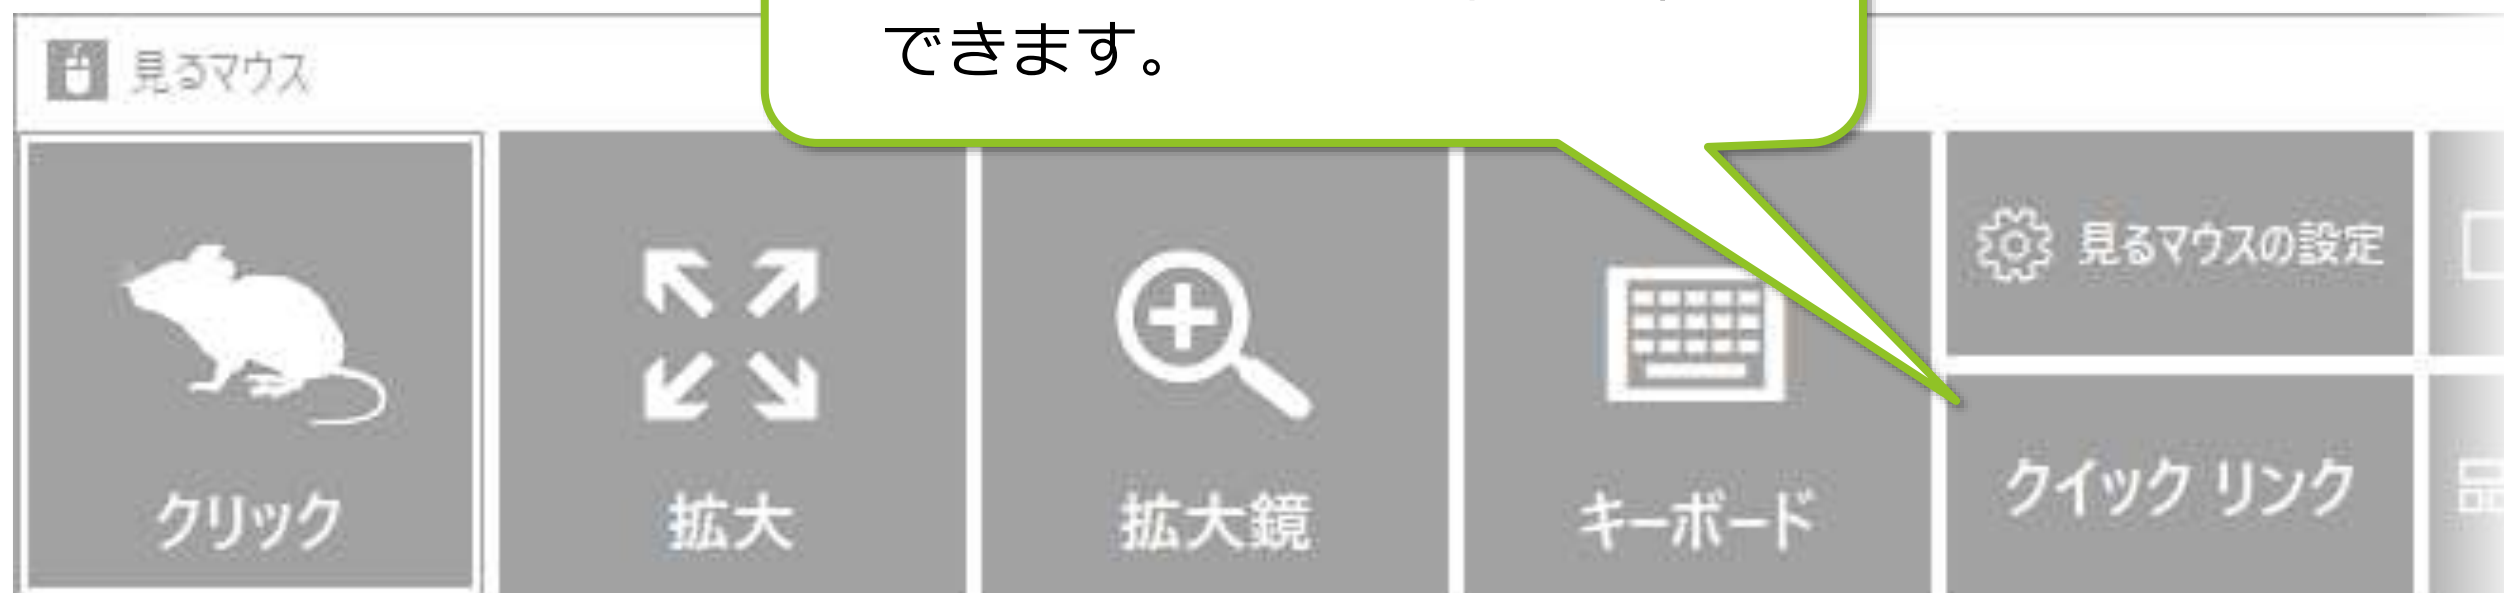 できます。
見るマウス
見るマウスの設定
クリック
拡大
拡大鏡
キーボード
クイック リンク